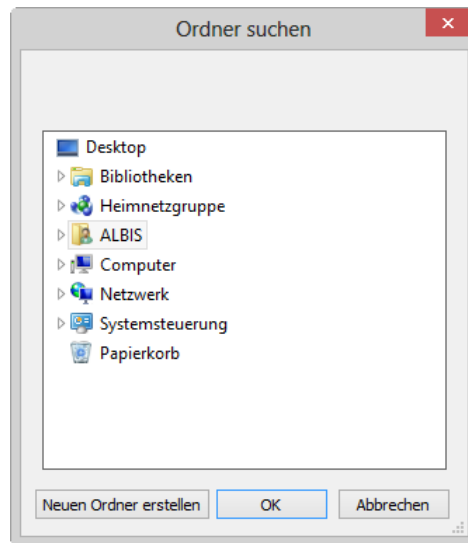 Ordner suchen
Desktop
Bibliotheken
Heimnetzgruppe
ALBIS
Computer
Netzwerk
Systemsteuerung
Papierkorb
Neuen Ordner erstellen OK Abbrechen